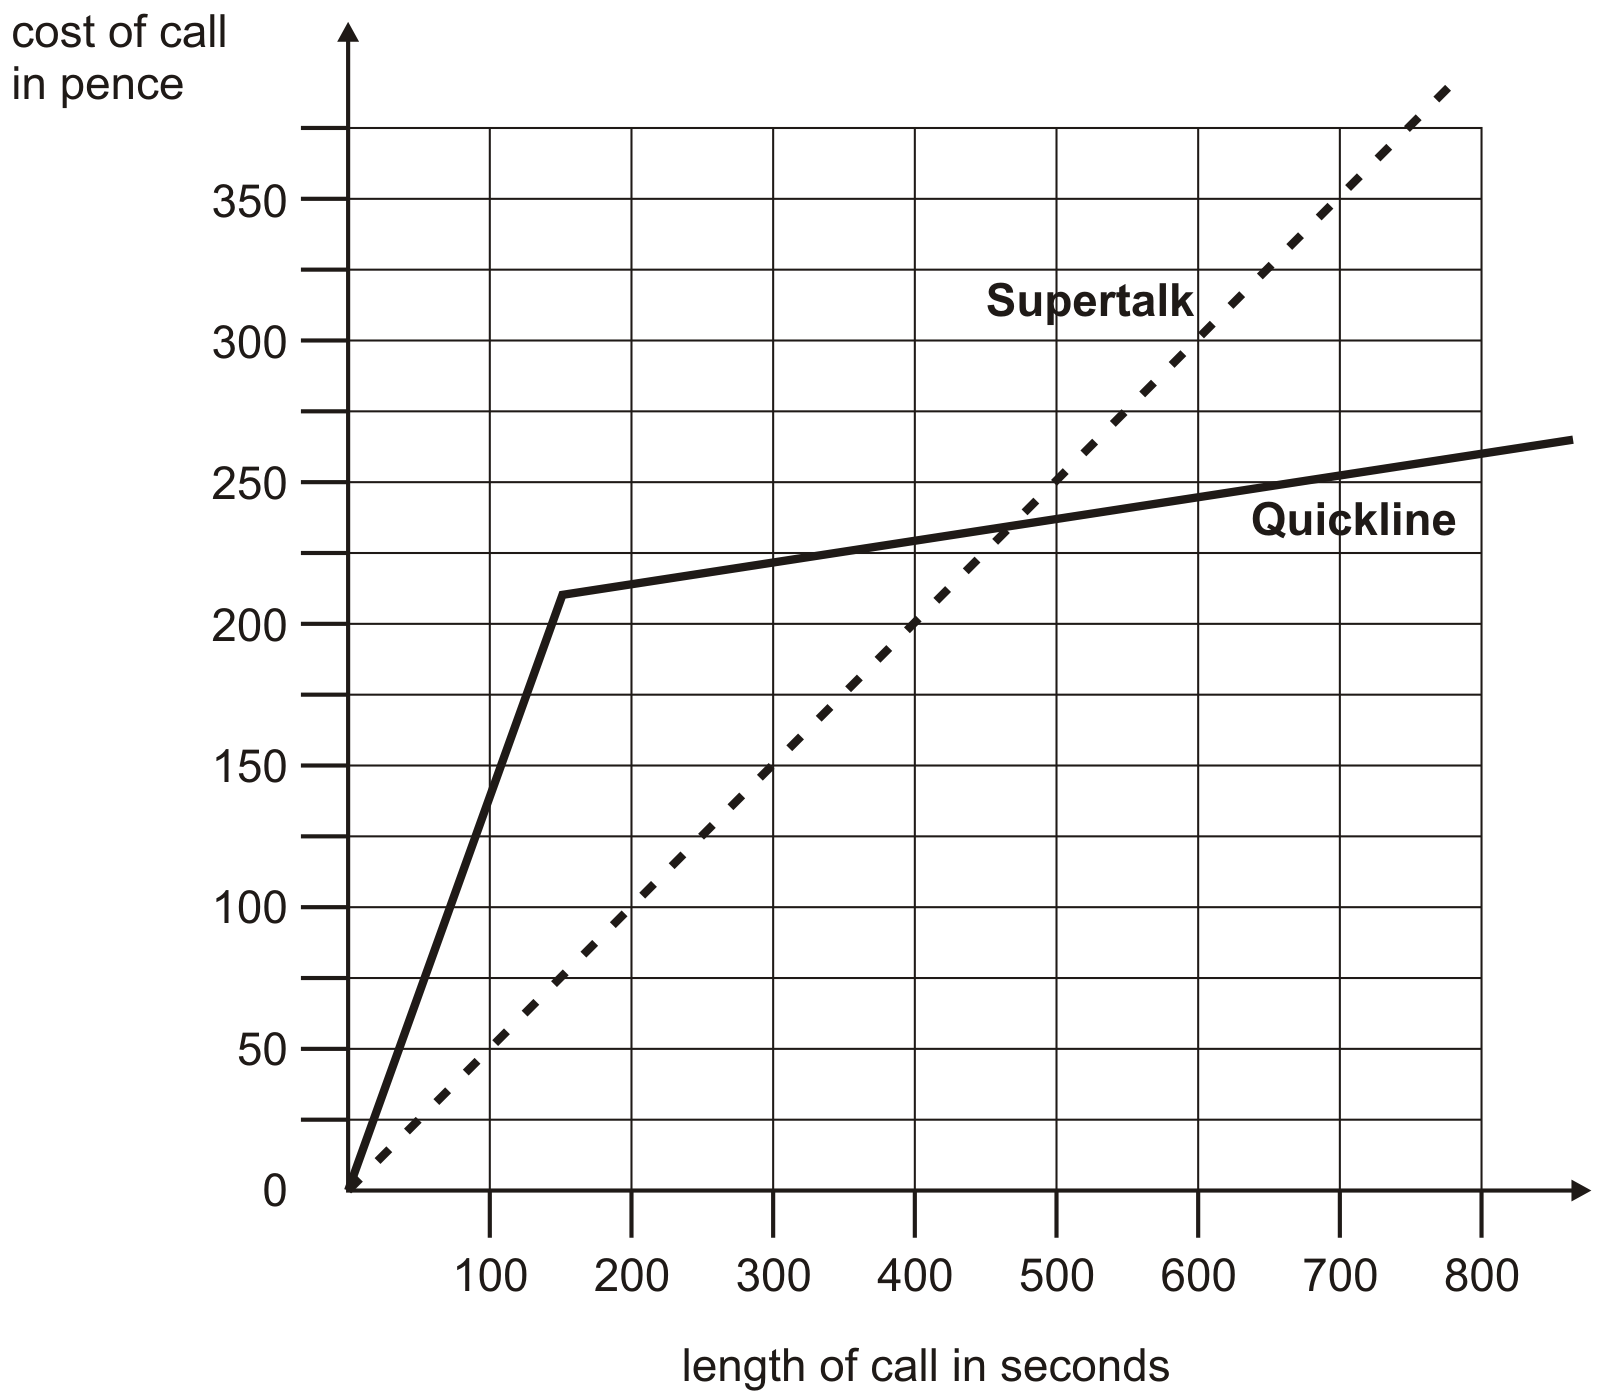 cost of call
in pence
350
300
250
200
150
100
50
0
Supertalk
Quickline
100 200 300 400 500 600 700 800
length of call in seconds